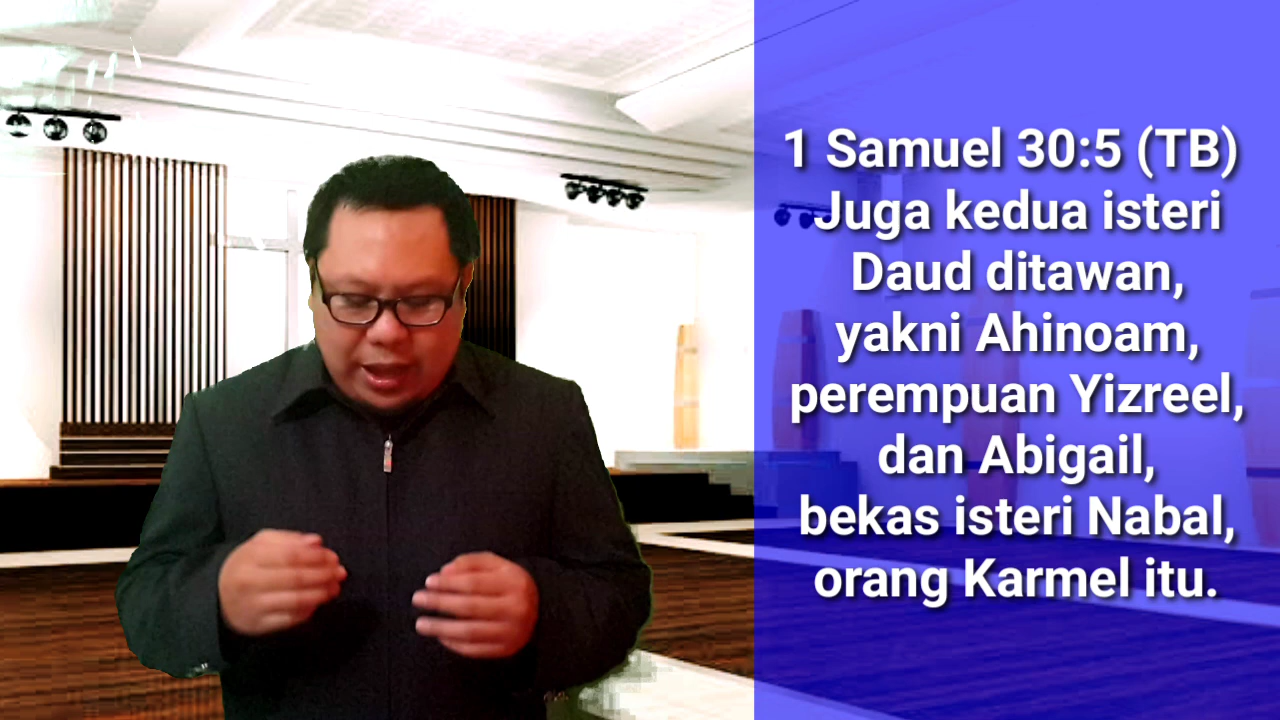 1 Samuel 30:5 (TB)
Juga kedua isteri
Daud ditawan,
yakni Ahinoam,
perempuan Yizreel,
dan Abigail,
bekas isteri Nabal,
orang Karmel itu.